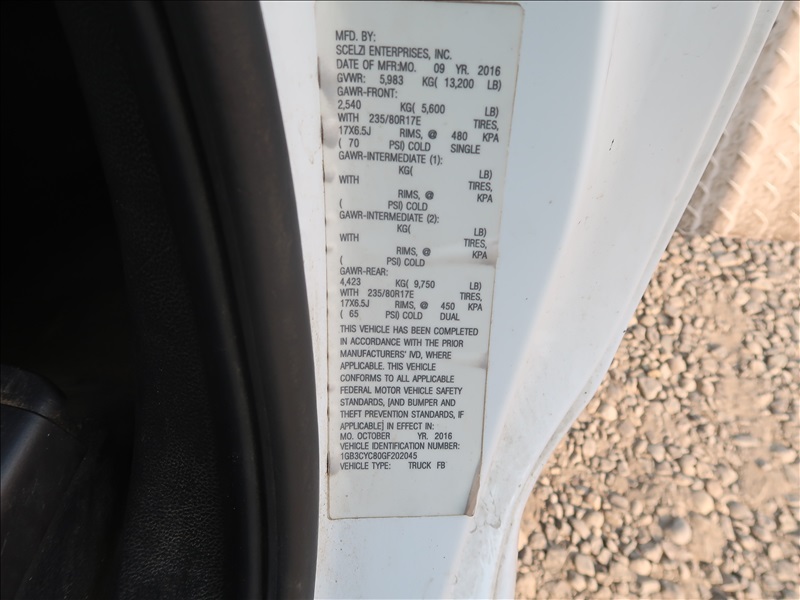 MFD. BY:
SCELZI ENTERPRISES, INC.
DATE OF MFR:MO. 09 YR. 2016
GVWR: 5,983 KG( 13,200 LB)
GAWR-FRONT:
2,540 KG( 5,600 LB)
WITH 235/80R17E TIRES,
17X6.5J RIMS, @ 480 KPA
( 70 PSI) COLD SINGLE
GAWR-INTERMEDIATE (1):
KG( LB)
WITH TIRES,
RIMS, @ KPA
( PSI) COLD
GAWR-INTERMEDIATE (2):
KG( LB)
WITH TIRES,
RIMS, @ KPA
( PSI) COLD
GAWR-REAR:
4,423 KG( 9,750 LB)
WITH 235/80R17E TIRES,
17X6.5J RIMS, @ 450 KPA
( 65 PSI) COLD DUAL
THIS VEHICLE HAS BEEN COMPLETED
IN ACCORDANCE WITH THE PRIOR
MANUFACTURERS' IVD, WHERE
APPLICABLE. THIS VEHICLE
CONFORMS TO ALL APPLICABLE
FEDERAL MOTOR VEHICLE SAFETY
STANDARDS, [AND BUMPER AND
THEFT PREVENTION STANDARDS, IF
APPLICABLE] IN EFFECT IN:
MO. OCTOBER YR. 2016
VEHICLE IDENTIFICATION NUMBER:
1GB3CYC80GF202045
VEHICLE TYPE: TRUCK FB